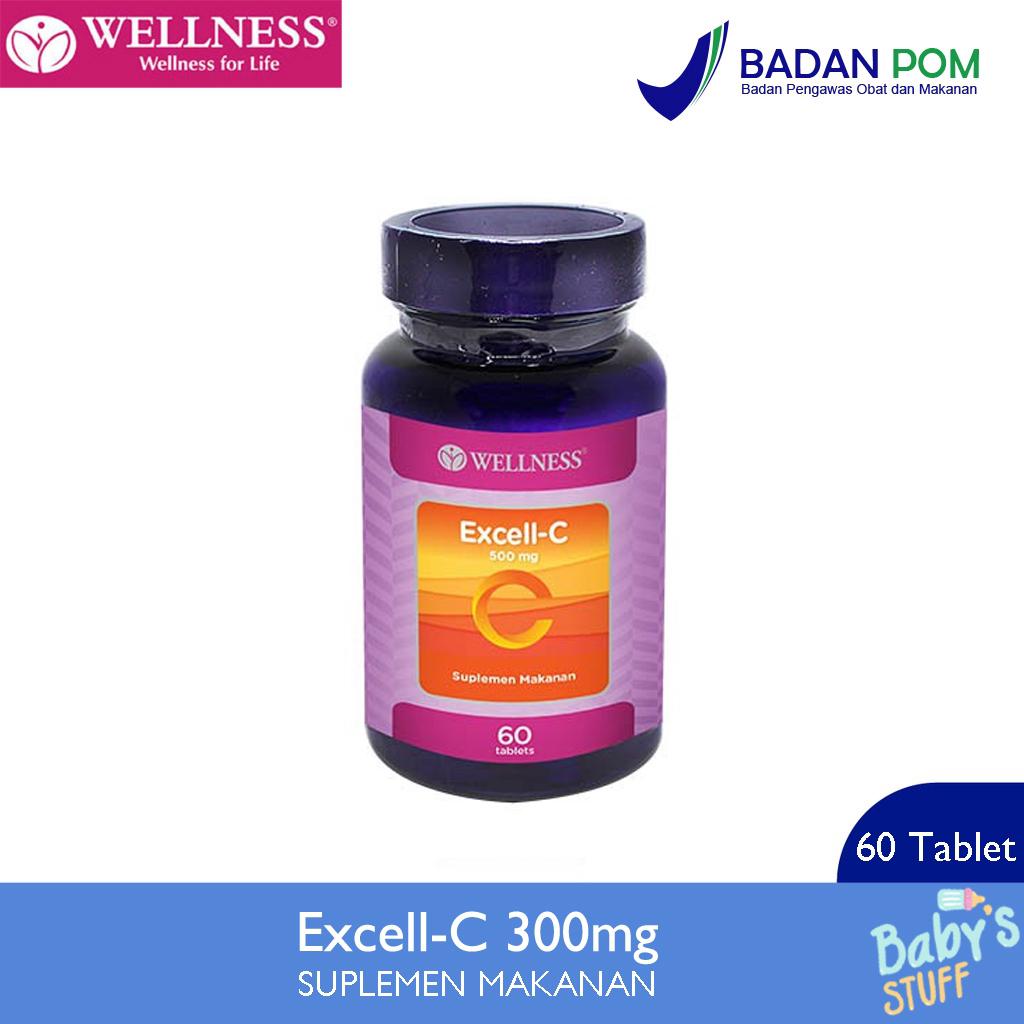 WELLNESS®
Wellness for Life
BADAN POM
Badan Pengawas Obat dan Makanan
WELLNESS®
Excell-C
500 mg
Suplemen Makanan
60
tablets
60 Tablet
Excell-C 300mg
SUPLEMEN MAKANAN
Baby's
STUFF